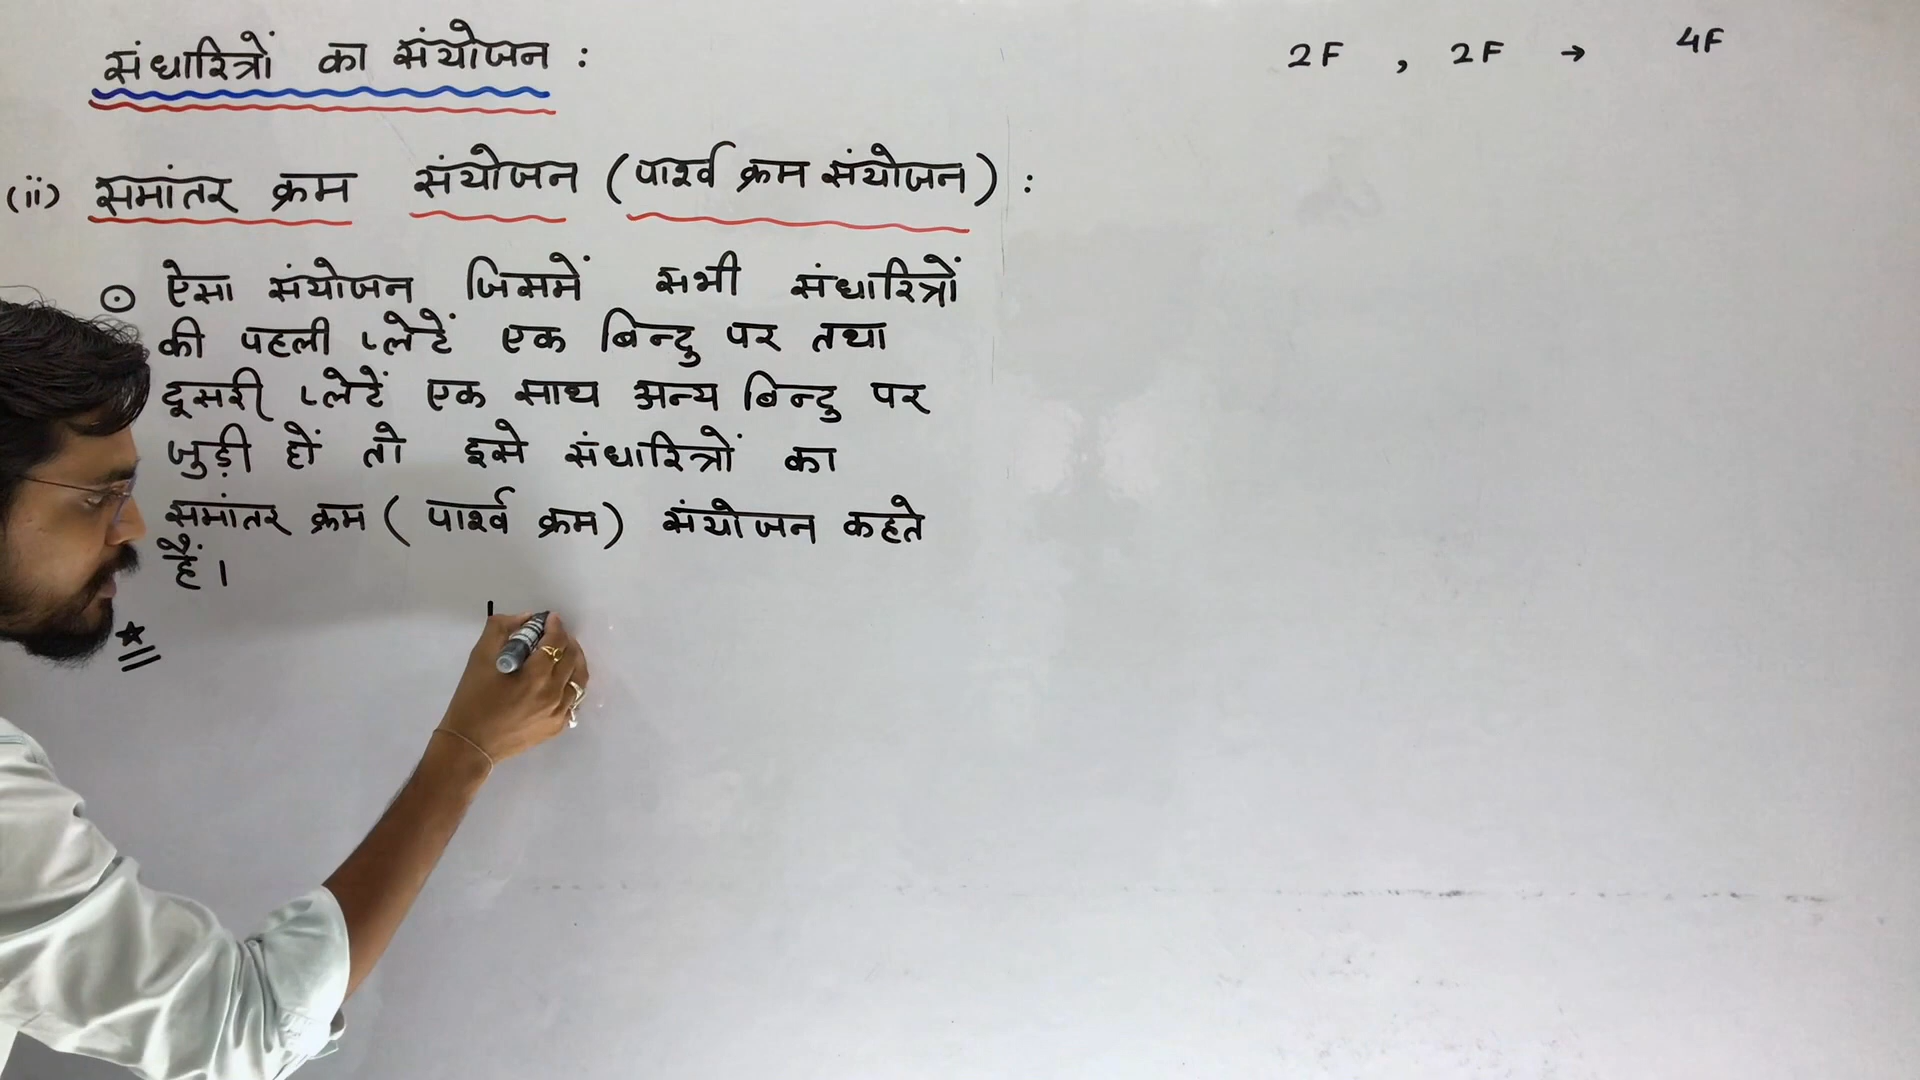 संधारित्रों का संयोजन :
2F , 2F → 4F
(ii) समांतर क्रम संयोजन (पार्श्व क्रम संयोजन) :
⊙ ऐसा संयोजन जिसमें सभी संधारित्रों
की पहली प्लेटें एक बिन्दु पर तथा
दूसरी प्लेटें एक साथ अन्य बिन्दु पर
जुड़ी हों तो इसे संधारित्रों का
समांतर क्रम ( पार्श्व क्रम) संयोजन कहते
हैं।